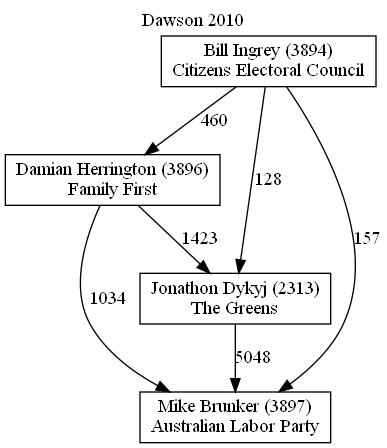 Dawson 2010
Bill Ingrey (3894)
Citizens Electoral Council
460
Damian Herrington (3896)
Family First
128
157
1423
1034
Jonathon Dykyj (2313)
The Greens
5048
Mike Brunker (3897)
Australian Labor Party